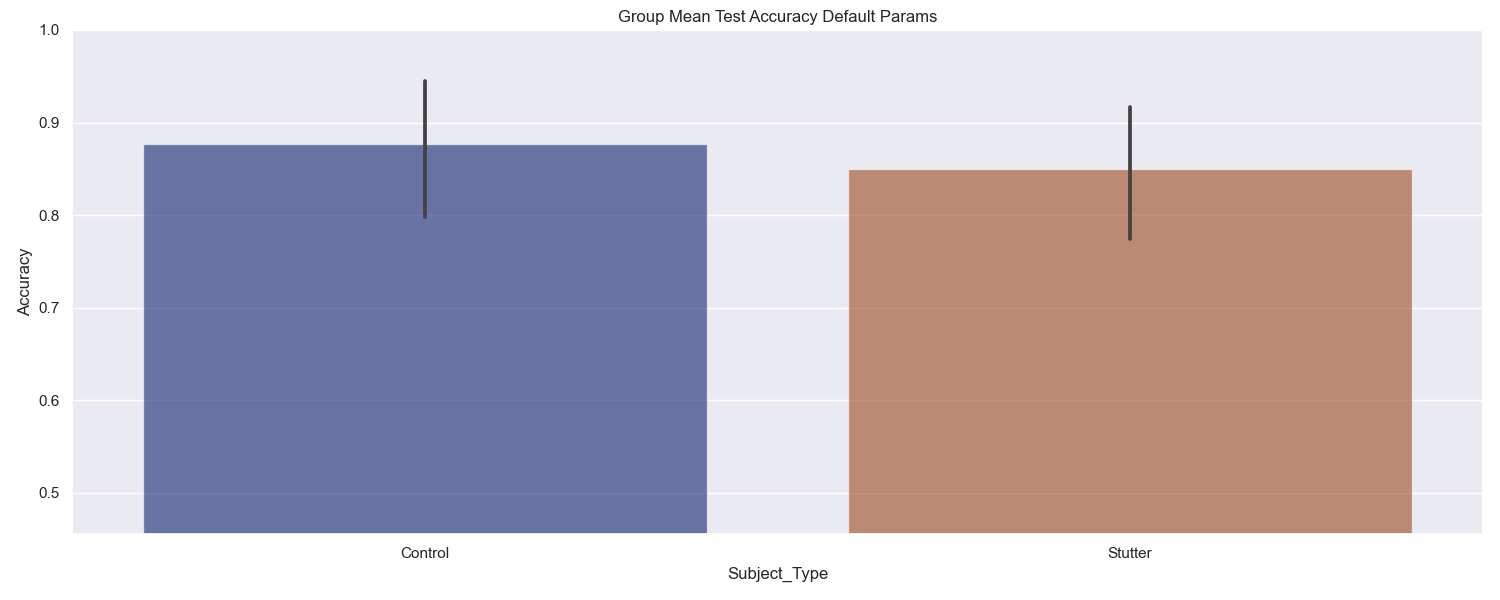 Group Mean Test Accuracy Default Params
1.0
0.9
0.8
0.7
0.6
0.5
Accuracy
Control
Stutter
Subject_Type